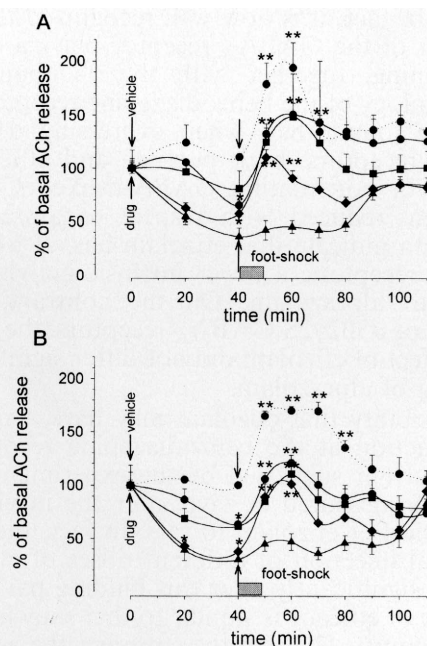 A
vehicle
200
150
100
50
0
% of basal ACh release
drug
foot-shock
** ** ** ** ** **
* *
* *
0 20 40 60 80 100
time (min)
B
vehicle
200
150
100
50
0
% of basal ACh release
drug
foot-shock
** ** ** **
** ** ** **
* * *
0 20 40 60 80 100
time (min)